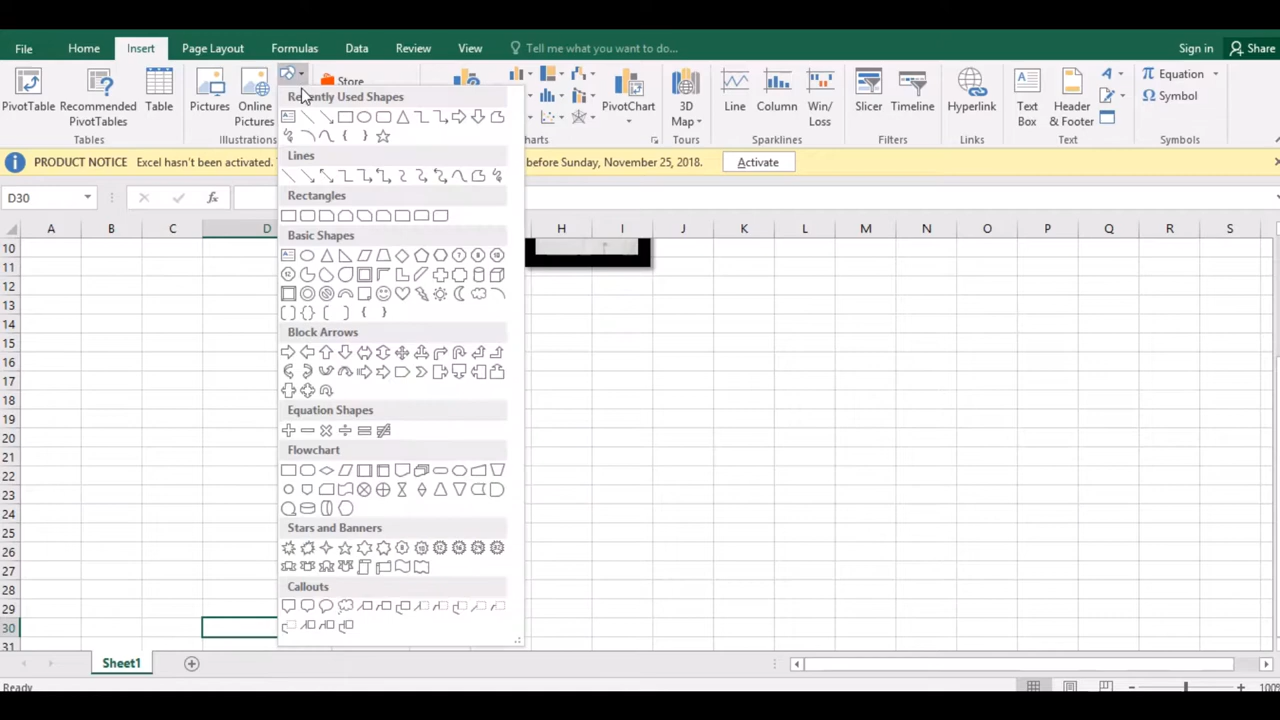 File Home Insert Page Layout Formulas Data Review View Tell me what you want to do... Sign in Share
PivotTable Recommended PivotTables Table
Tables
Pictures Online Pictures
Illustrations
Store
PivotChart
3D Map
Tours
Line Column Win/ Loss
Sparklines
Slicer Timeline
Filters
Hyperlink
Links
Text Box Header & Footer
Text
Equation
Symbol
Symbols
PRODUCT NOTICE Excel hasn't been activated. before Sunday, November 25, 2018. Activate
D30 fx
A B C D H I J K L M N O P Q R S
10
11
12
13
14
15
16
17
18
19
20
21
22
23
24
25
26
27
28
29
30
31
Recently Used Shapes
Lines
Rectangles
Basic Shapes
Block Arrows
Equation Shapes
Flowchart
Stars and Banners
Callouts
Sheet1
Ready
100%